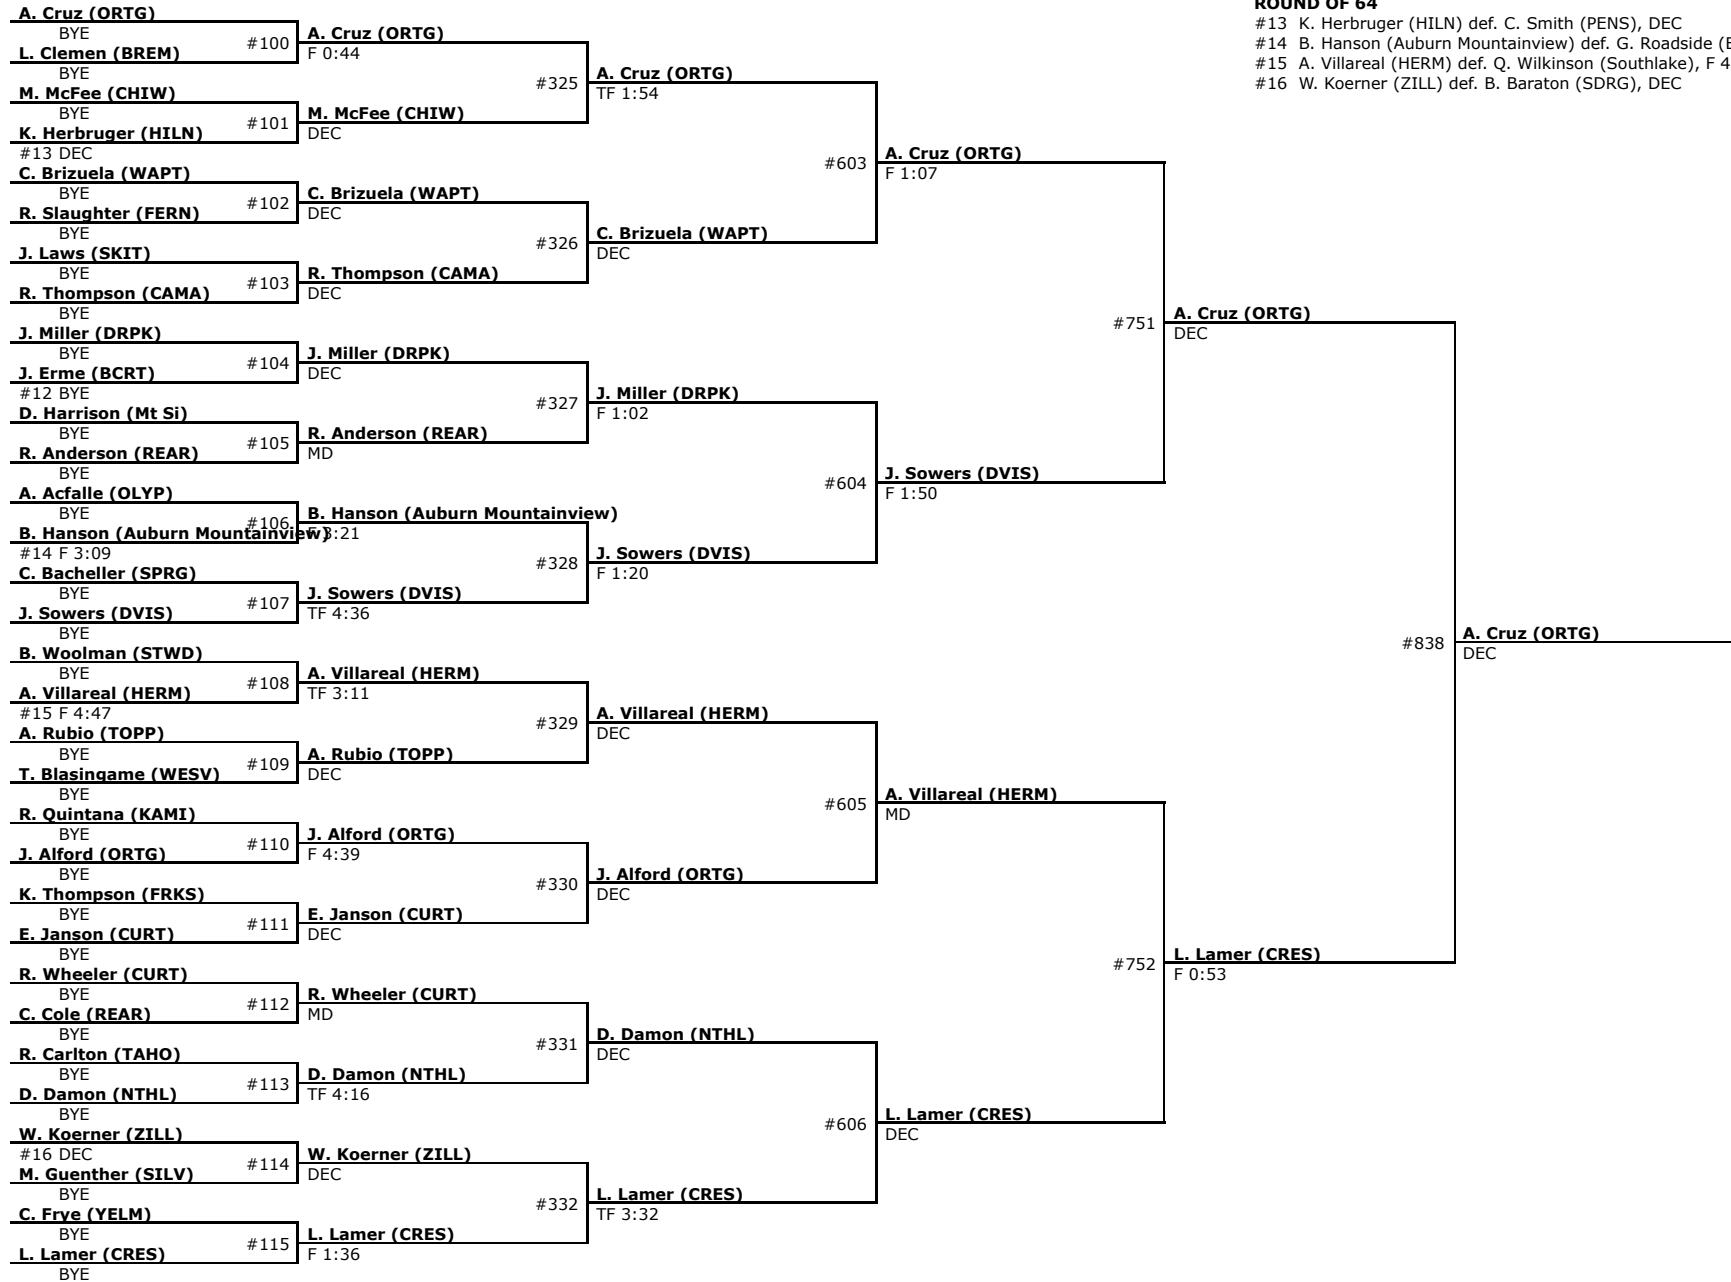 A. Cruz (ORTG)
BYE
L. Clemen (BREM)
BYE
M. McFee (CHIW)
BYE
K. Herbruger (HILN)
#13 DEC
C. Brizuela (WAPT)
BYE
R. Slaughter (FERN)
BYE
J. Laws (SKIT)
BYE
R. Thompson (CAMA)
BYE
J. Miller (DRPK)
BYE
J. Erme (BCRT)
#12 BYE
D. Harrison (Mt Si)
BYE
R. Anderson (REAR)
BYE
A. Acfalle (OLYP)
BYE
B. Hanson (Auburn Mountainview)
#14 F 3:09
C. Bacheller (SPRG)
BYE
J. Sowers (DVIS)
BYE
B. Woolman (STWD)
BYE
A. Villareal (HERM)
#15 F 4:47
A. Rubio (TOPP)
BYE
T. Blasingame (WESV)
BYE
R. Quintana (KAMI)
BYE
J. Alford (ORTG)
BYE
K. Thompson (FRKS)
BYE
E. Janson (CURT)
BYE
R. Wheeler (CURT)
BYE
C. Cole (REAR)
BYE
R. Carlton (TAHO)
BYE
D. Damon (NTHL)
BYE
W. Koerner (ZILL)
#16 DEC
M. Guenther (SILV)
BYE
C. Frye (YELM)
BYE
L. Lamer (CRES)
BYE
#100
#101
#102
#103
#104
#105
#106
#107
#108
#109
#110
#111
#112
#113
#114
#115
A. Cruz (ORTG)
F 0:44
M. McFee (CHIW)
DEC
C. Brizuela (WAPT)
DEC
R. Thompson (CAMA)
DEC
J. Miller (DRPK)
DEC
R. Anderson (REAR)
MD
B. Hanson (Auburn Mountainview)
F 3:21
J. Sowers (DVIS)
TF 4:36
A. Villareal (HERM)
TF 3:11
A. Rubio (TOPP)
DEC
J. Alford (ORTG)
F 4:39
E. Janson (CURT)
DEC
R. Wheeler (CURT)
MD
D. Damon (NTHL)
TF 4:16
W. Koerner (ZILL)
DEC
L. Lamer (CRES)
F 1:36
#325
#326
#327
#328
#329
#330
#331
#332
A. Cruz (ORTG)
TF 1:54
C. Brizuela (WAPT)
DEC
J. Miller (DRPK)
F 1:02
J. Sowers (DVIS)
F 1:20
A. Villareal (HERM)
DEC
J. Alford (ORTG)
DEC
D. Damon (NTHL)
DEC
L. Lamer (CRES)
TF 3:32
#603
#604
#605
#606
A. Cruz (ORTG)
F 1:07
J. Sowers (DVIS)
F 1:50
A. Villareal (HERM)
MD
L. Lamer (CRES)
DEC
#751
#752
A. Cruz (ORTG)
DEC
L. Lamer (CRES)
F 0:53
#838
A. Cruz (ORTG)
DEC
ROUND OF 64
#13 K. Herbruger (HILN) def. C. Smith (PENS), DEC
#14 B. Hanson (Auburn Mountainview) def. G. Roadside (
#15 A. Villareal (HERM) def. Q. Wilkinson (Southlake), F 4
#16 W. Koerner (ZILL) def. B. Baraton (SDRG), DEC